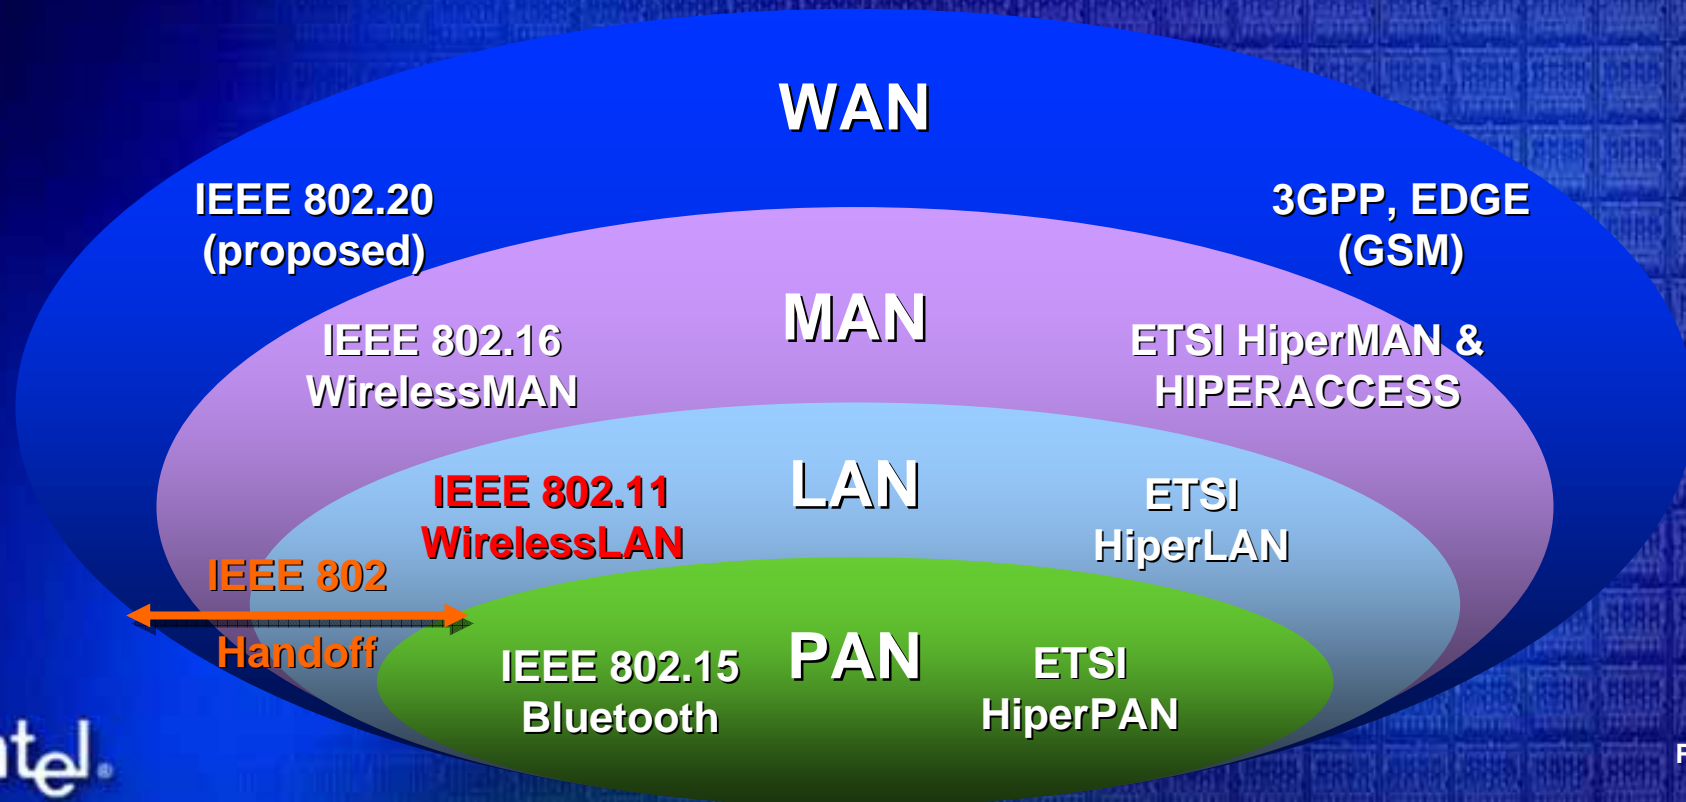 WAN
IEEE 802.20
(proposed)
3GPP, EDGE
(GSM)
MAN
IEEE 802.16
WirelessMAN
ETSI HiperMAN &
HIPERACCESS
LAN
IEEE 802.11
WirelessLAN
ETSI
HiperLAN
IEEE 802
Handoff
PAN
IEEE 802.15
Bluetooth
ETSI
HiperPAN
ntel®